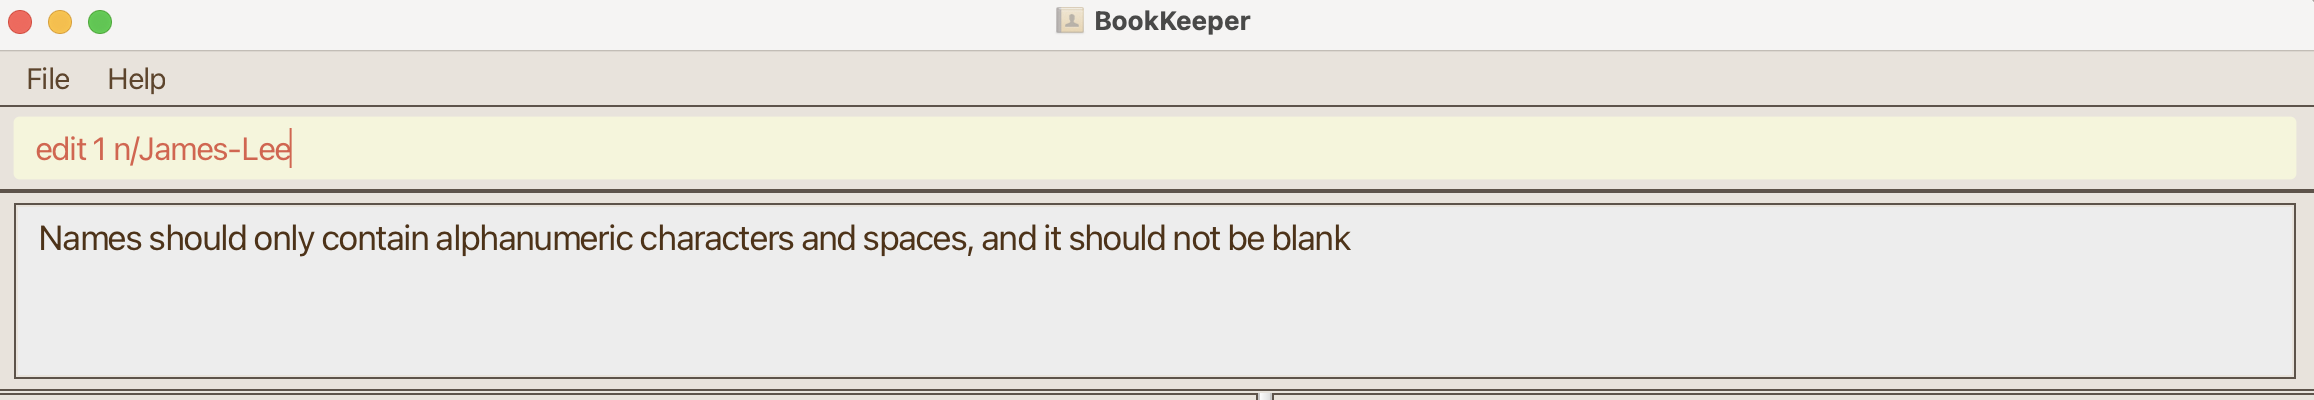 BookKeeper
File Help
edit 1 n/James-Lee
Names should only contain alphanumeric characters and spaces, and it should not be blank